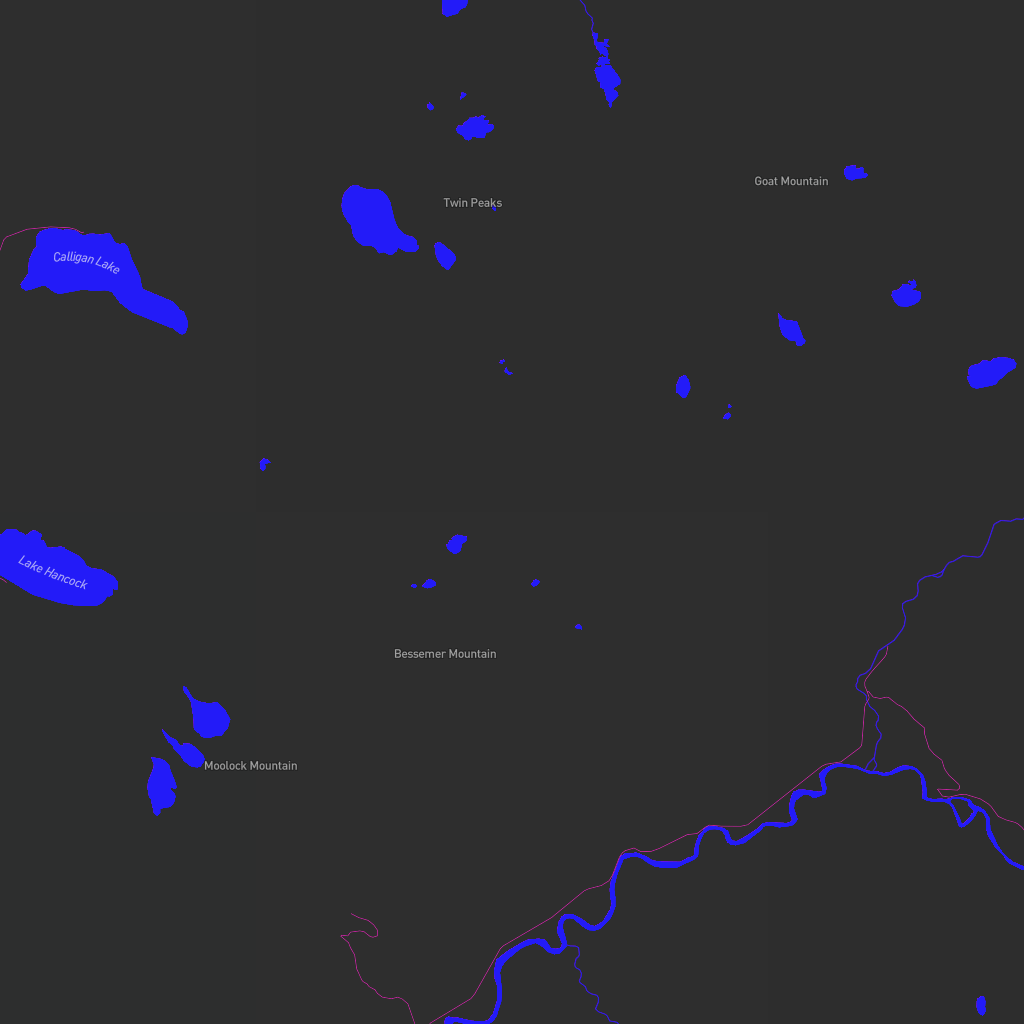 Goat Mountain
Twin Peaks
Calligan Lake
Lake Hancock
Bessemer Mountain
Moolock Mountain